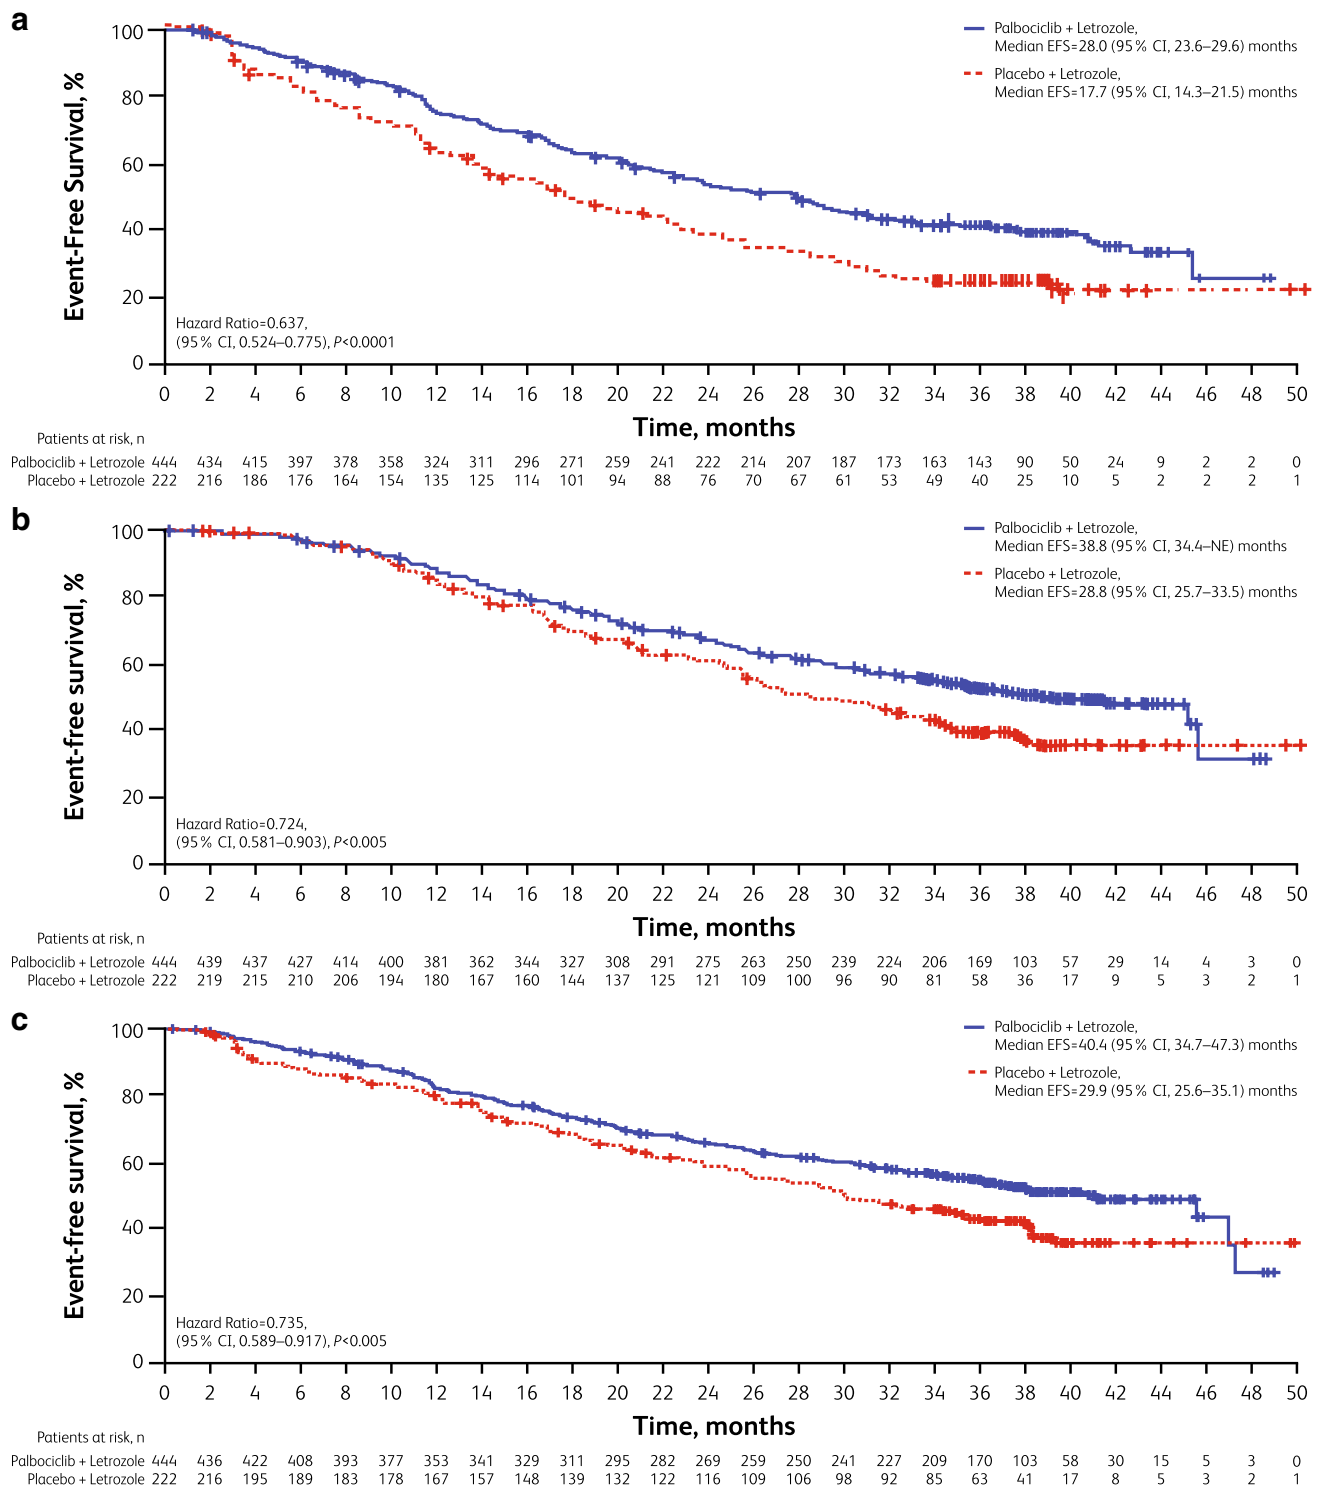 a
Event-Free Survival, %
100
80
60
40
20
0
Palbociclib + Letrozole,
Median EFS=28.0 (95% CI, 23.6–29.6) months
Placebo + Letrozole,
Median EFS=17.7 (95% CI, 14.3–21.5) months
Hazard Ratio=0.637,
(95% CI, 0.524–0.775), P<0.0001
0 2 4 6 8 10 12 14 16 18 20 22 24 26 28 30 32 34 36 38 40 42 44 46 48 50
Time, months
Patients at risk, n
Palbociclib + Letrozole 444 434 415 397 378 358 324 311 296 271 259 241 222 214 207 187 173 163 143 90 50 24 9 2 2 0
Placebo + Letrozole 222 216 186 176 164 154 135 125 114 101 94 88 76 70 67 61 53 49 40 25 10 5 2 2 2 1
b
Event-free survival, %
100
80
60
40
20
0
Palbociclib + Letrozole,
Median EFS=38.8 (95% CI, 34.4–NE) months
Placebo + Letrozole,
Median EFS=28.8 (95% CI, 25.7–33.5) months
Hazard Ratio=0.724,
(95% CI, 0.581–0.903), P<0.005
0 2 4 6 8 10 12 14 16 18 20 22 24 26 28 30 32 34 36 38 40 42 44 46 48 50
Time, months
Patients at risk, n
Palbociclib + Letrozole 444 439 437 427 414 400 381 362 344 327 308 291 275 263 250 239 224 206 169 103 57 29 14 4 3 0
Placebo + Letrozole 222 219 215 210 206 194 180 167 160 144 137 125 121 109 100 96 90 81 58 36 17 9 5 3 2 1
c
Event-free survival, %
100
80
60
40
20
0
Palbociclib + Letrozole,
Median EFS=40.4 (95% CI, 34.7–47.3) months
Placebo + Letrozole,
Median EFS=29.9 (95% CI, 25.6–35.1) months
Hazard Ratio=0.735,
(95% CI, 0.589–0.917), P<0.005
0 2 4 6 8 10 12 14 16 18 20 22 24 26 28 30 32 34 36 38 40 42 44 46 48 50
Time, months
Patients at risk, n
Palbociclib + Letrozole 444 436 422 408 393 377 353 341 329 311 295 282 269 259 250 241 227 209 170 103 58 30 15 5 3 0
Placebo + Letrozole 222 216 195 189 183 178 167 157 148 139 132 122 116 109 106 98 92 85 63 41 17 8 5 3 2 1